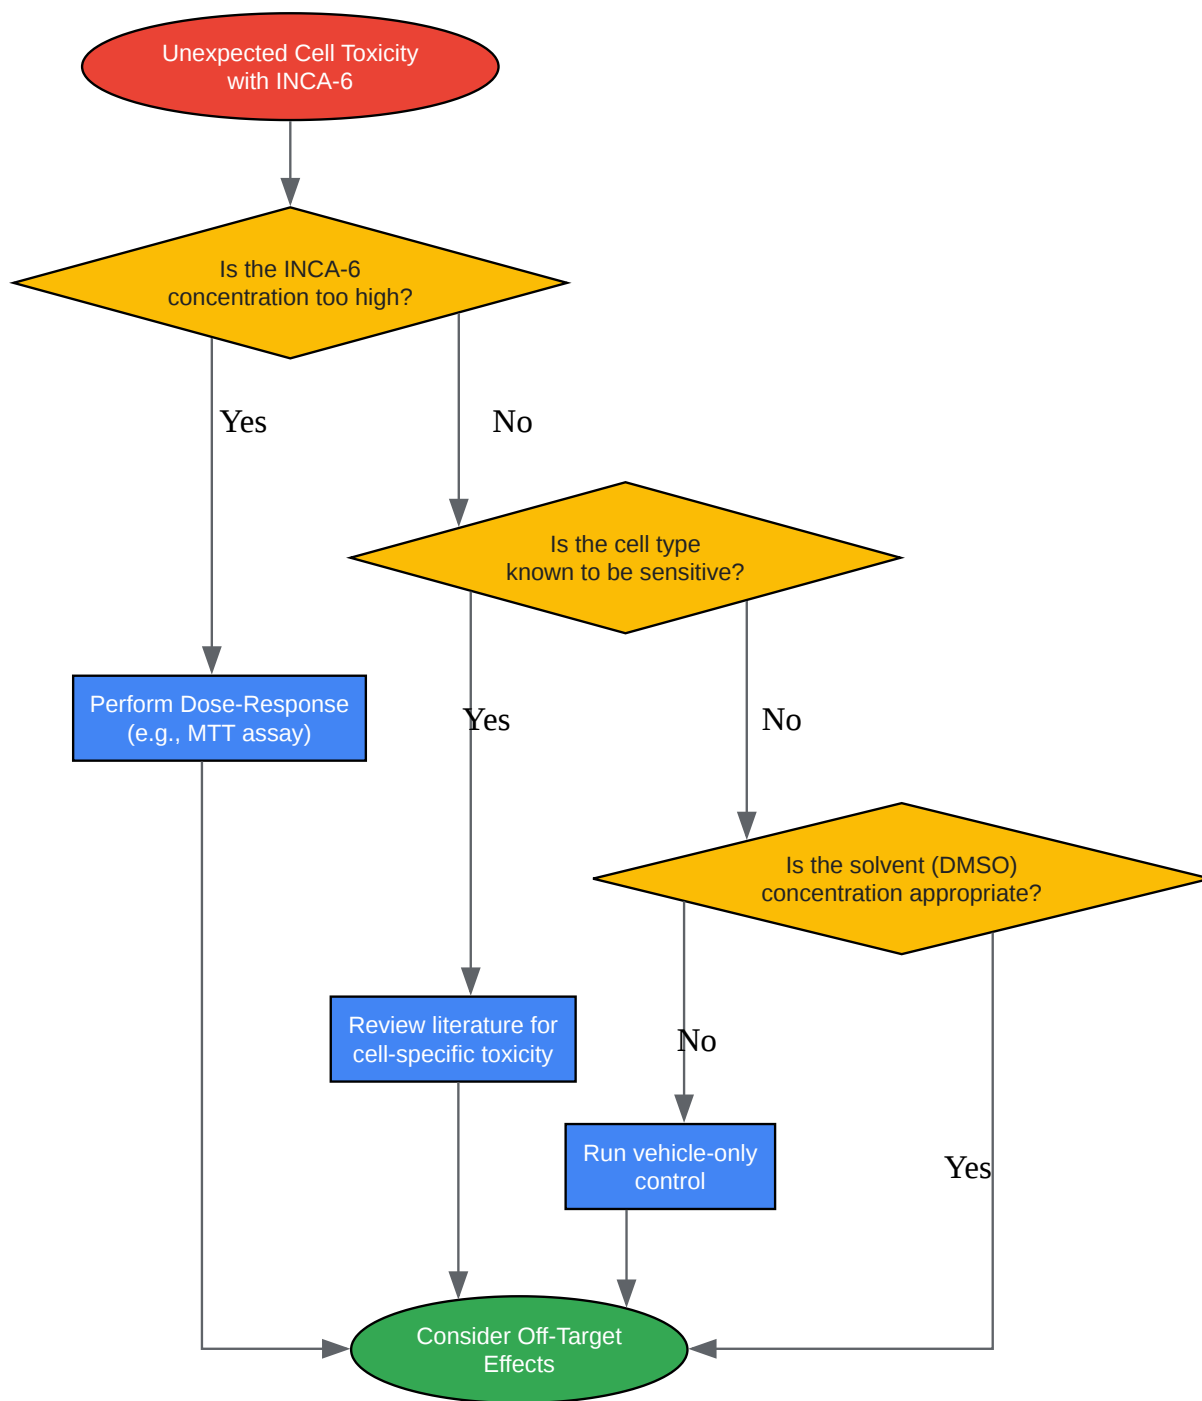 Unexpected Cell Toxicity
with INCA-6
Is the INCA-6
concentration too high?
Yes
No
Is the cell type
known to be sensitive?
Perform Dose-Response
(e.g., MTT assay)
Yes
No
Is the solvent (DMSO)
concentration appropriate?
Review literature for
cell-specific toxicity
No
Run vehicle-only
control
Yes
Consider Off-Target
Effects